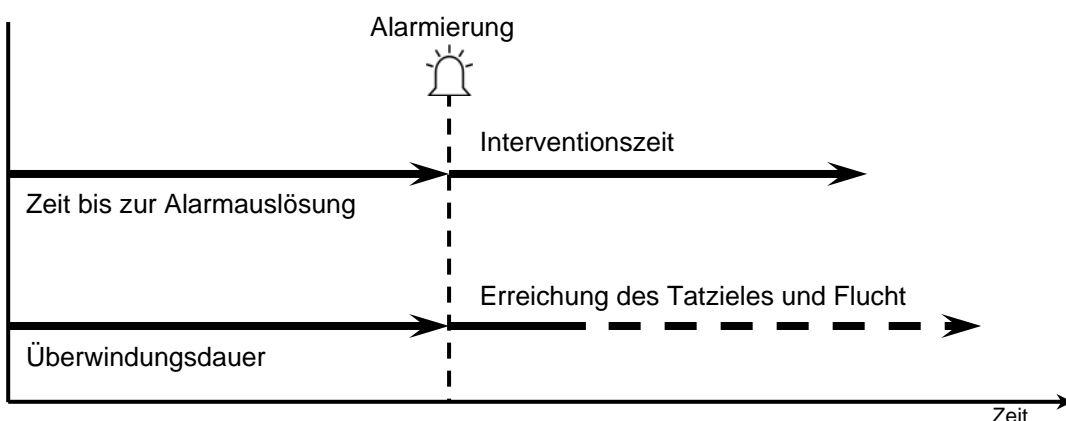 Alarmierung
Interventionszeit
Zeit bis zur Alarmauslösung
Erreichung des Tatzieles und Flucht
Überwindungsdauer
Zeit